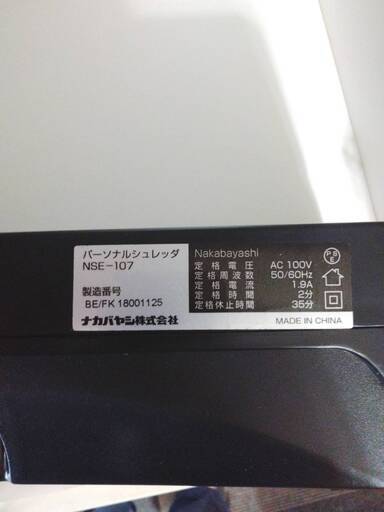 パーソナルシュレッダ
NSE-107
製造番号
BE/FK 18001125
ナカバヤシ株式会社
Nakabayashi
定格電圧 AC 100V
定格周波数 50/60Hz
定格電流 1.9A
定格時間 2分
定格休止時間 35分
PS
E
MADE IN CHINA